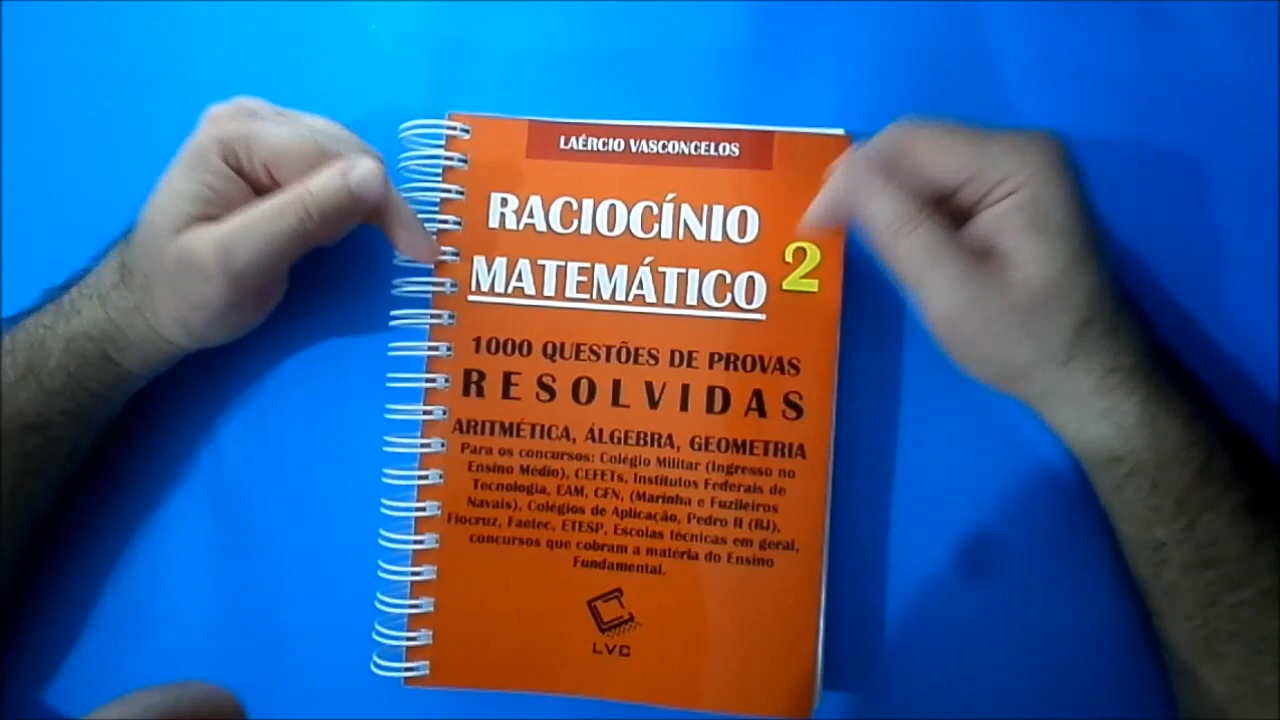 LAÉRCIO VASCONCELOS
RACIOCÍNIO
MATEMÁTICO 2
1000 QUESTÕES DE PROVAS
RESOLVIDAS
ARITMÉTICA, ÁLGEBRA, GEOMETRIA
Para os concursos: Colégio Militar (Ingresso no
Ensino Médio), CEFETs, Institutos Federais de
Tecnologia, EAM, CFN, (Marinha e Fuzileiros
Navais), Colégios de Aplicação, Pedro II (RJ),
Fiocruz, Faetec, ETESP, Escolas técnicas em geral,
concursos que cobram a matéria do Ensino
Fundamental.
LVC